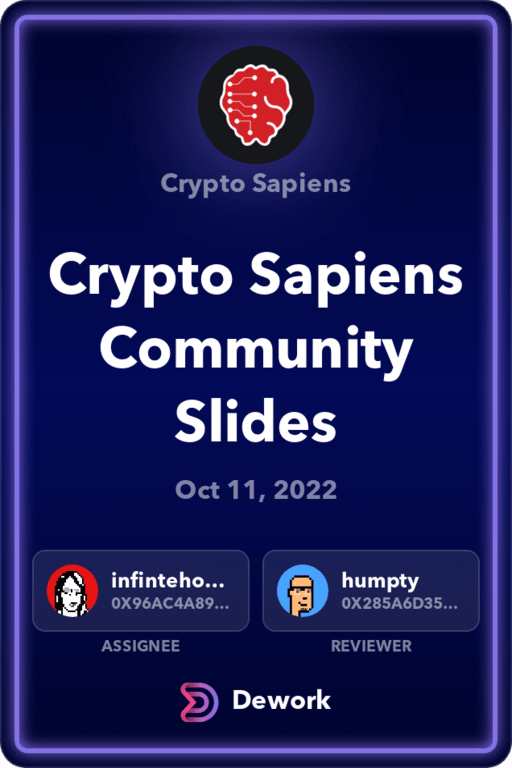 Crypto Sapiens
Crypto Sapiens
Community
Slides
Oct 11, 2022
infinteho...
0X96AC4A89...
ASSIGNEE
humpty
0X285A6D35...
REVIEWER
Dework